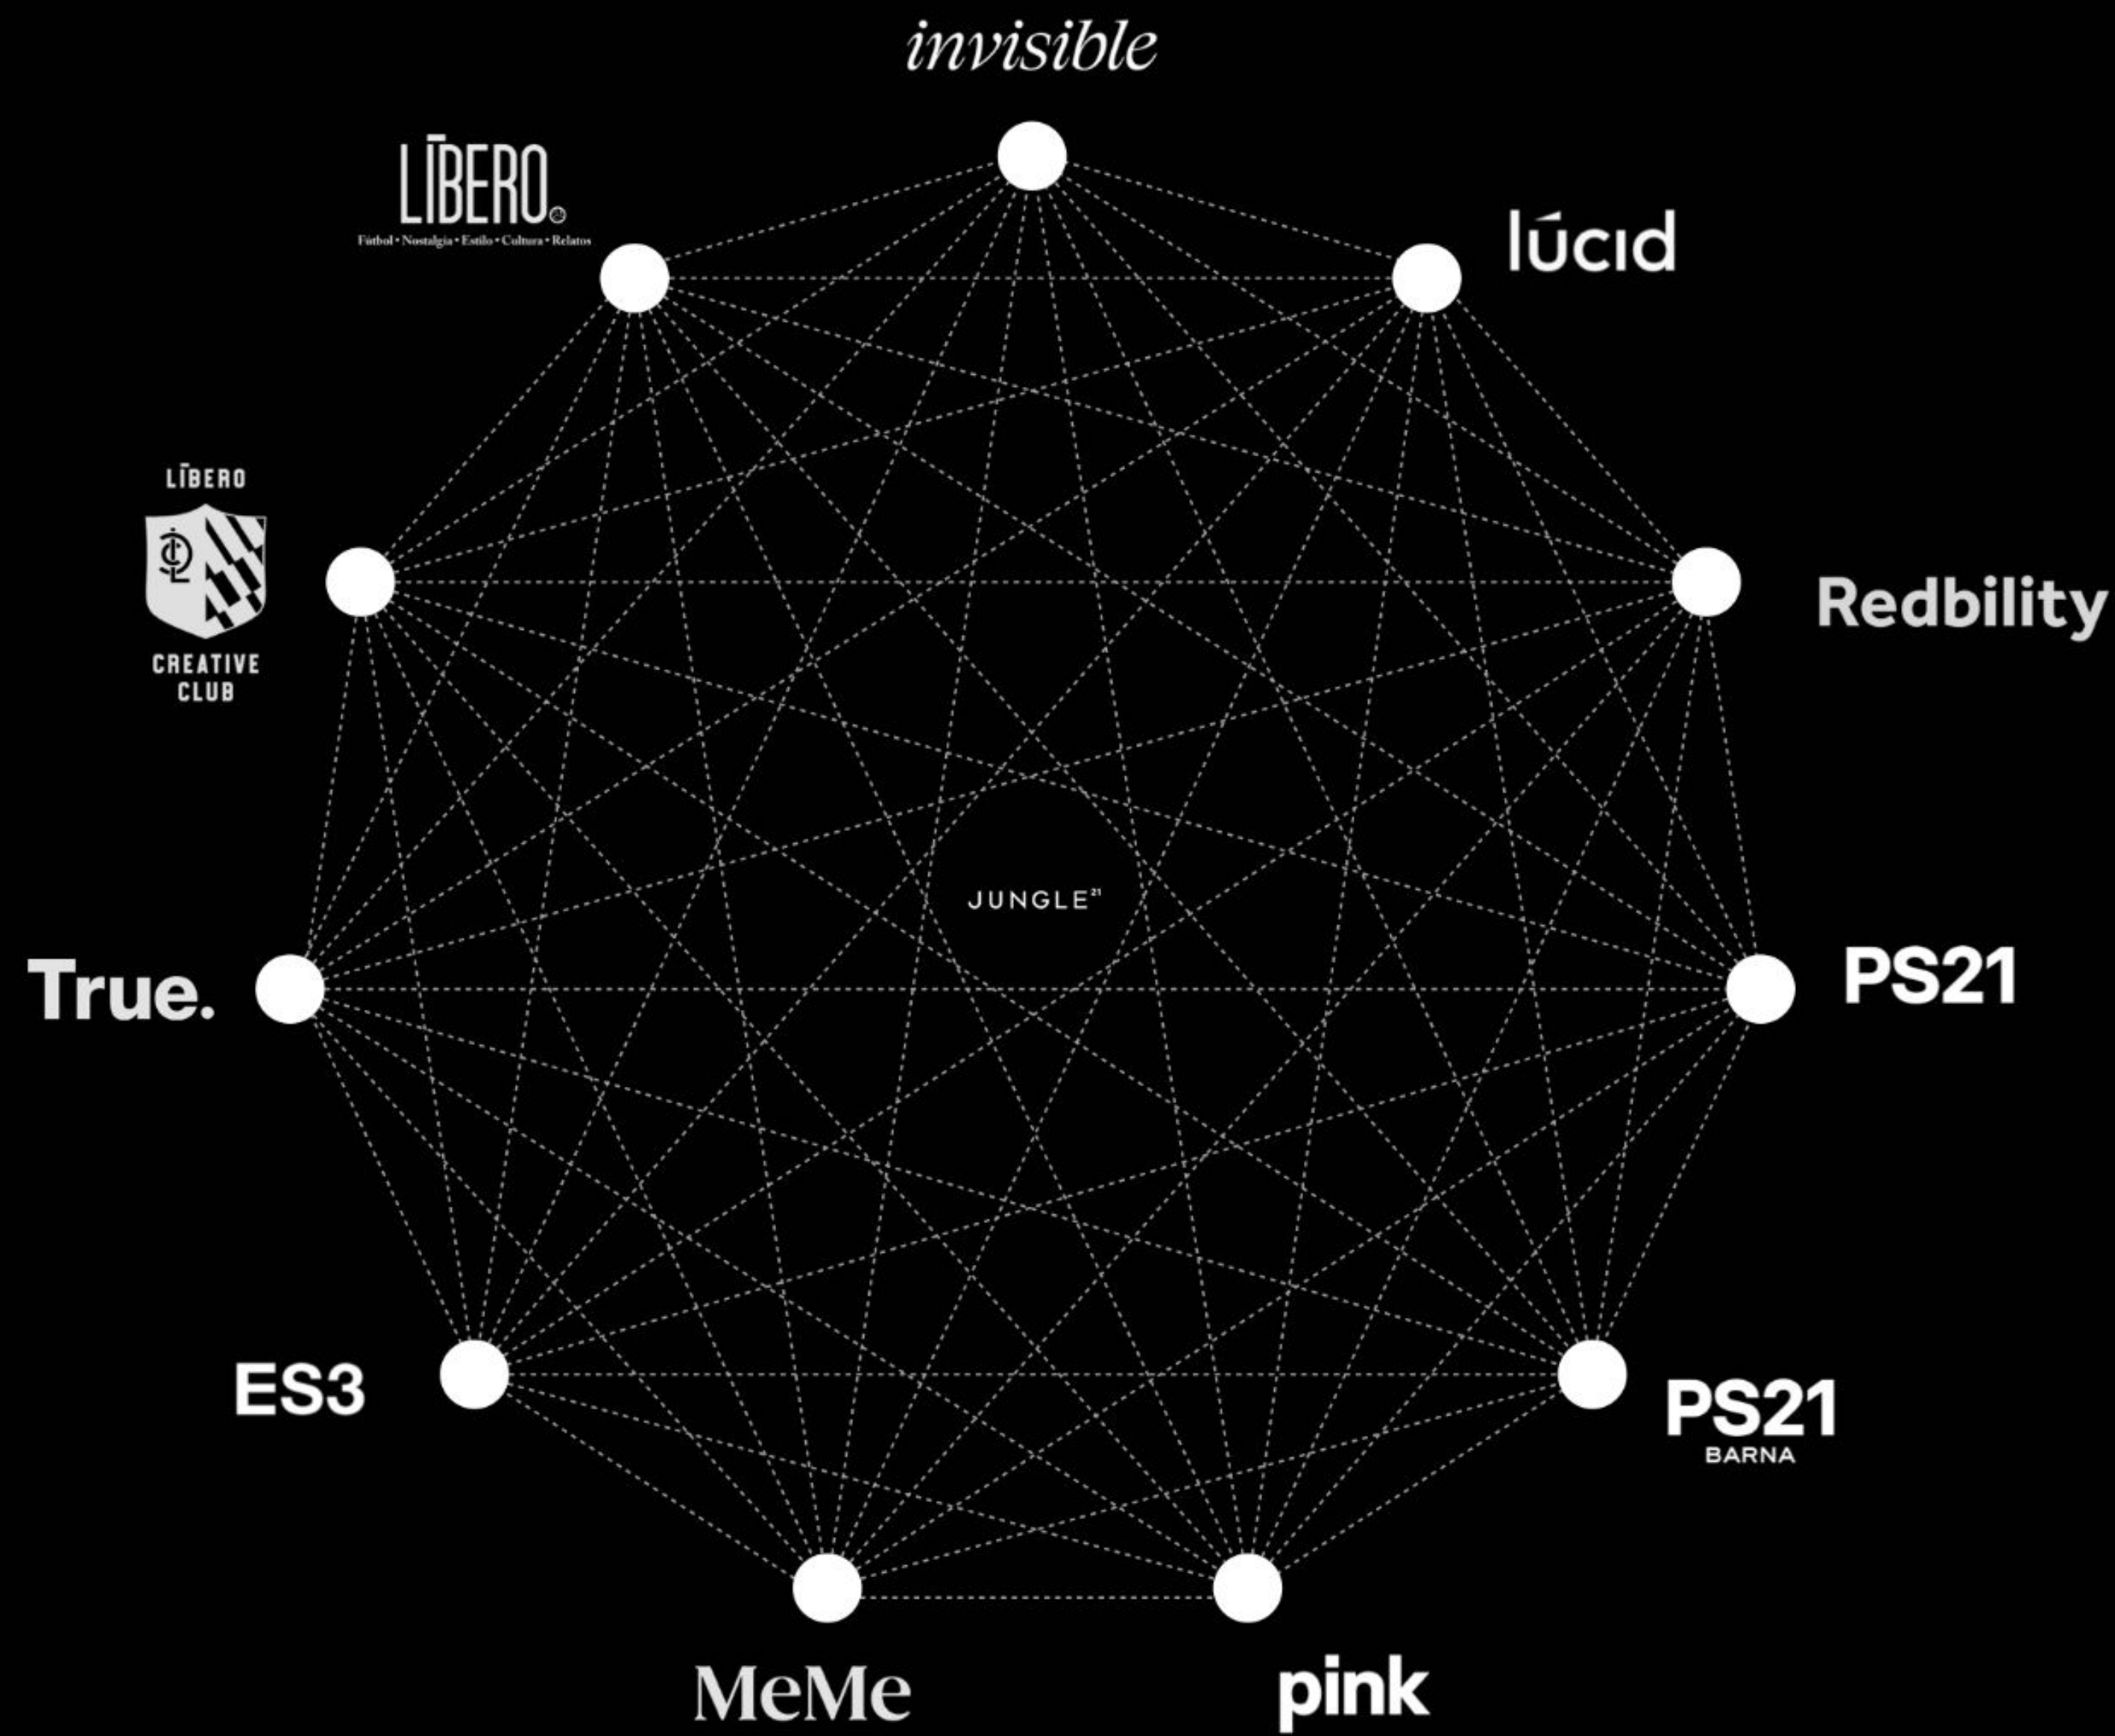 invisible
LĪBERO
Fútbol • Nostalgia • Estilo • Cultura • Relatos
lúcıd
LĪBERO
CREATIVE
CLUB
Redbility
JUNGLE²¹
True.
PS21
ES3
PS21
BARNA
MeMe
pink